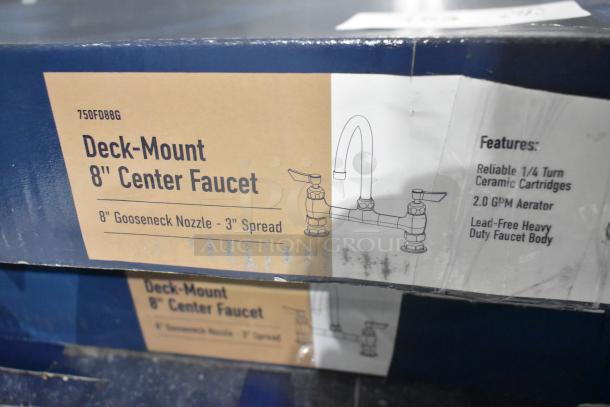 750FD88G
Deck-Mount
8" Center Faucet
8" Gooseneck Nozzle - 3" Spread
Features:
Reliable 1/4 Turn
Ceramic Cartridges
2.0 GPM Aerator
Lead-Free Heavy
Duty Faucet Body
AUCTION GROUP
Deck-Mount
8" Center Faucet
8" Gooseneck Nozzle - 3" Spread